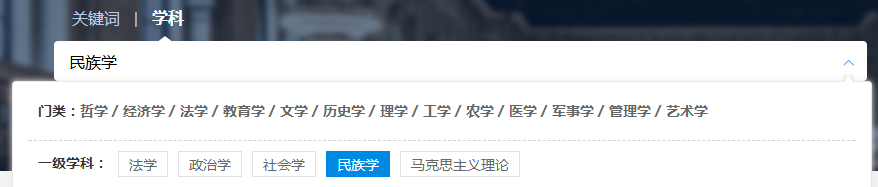 关键词 | 学科
民族学
门类：哲学 / 经济学 / 法学 / 教育学 / 文学 / 历史学 / 理学 / 工学 / 农学 / 医学 / 军事学 / 管理学 / 艺术学
一级学科： 法学 政治学 社会学 民族学 马克思主义理论